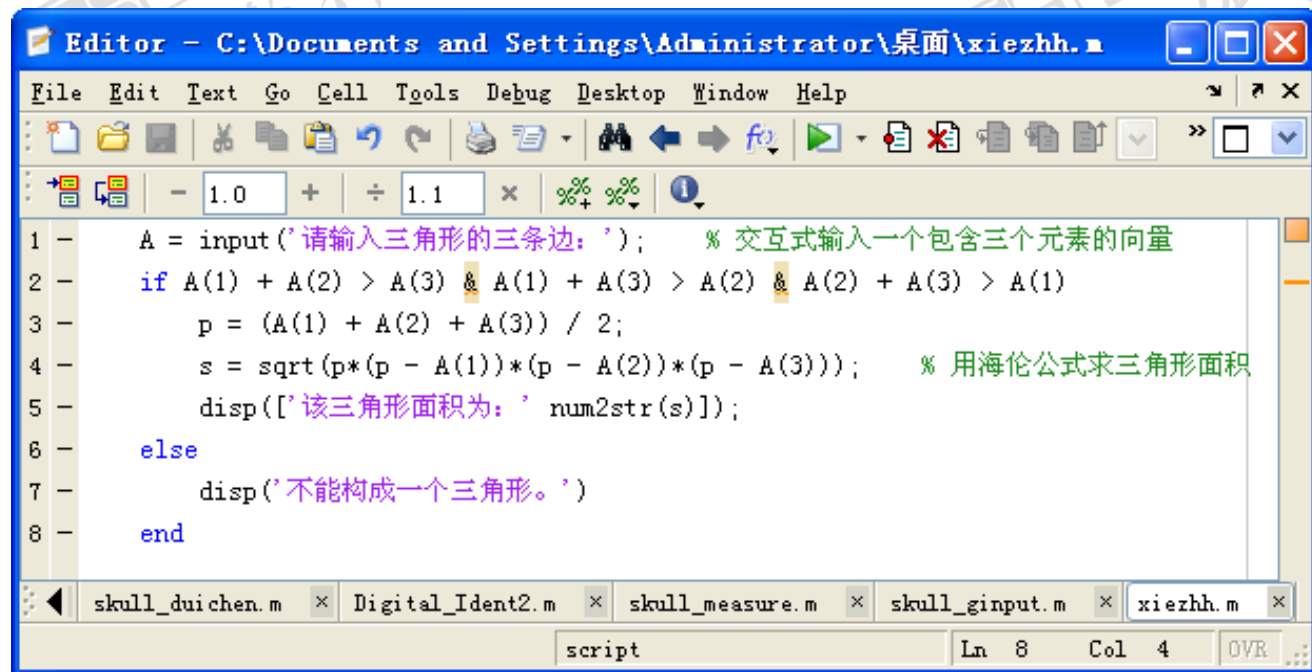 Editor - C:\Documents and Settings\Administrator\桌面\xiezhh.m
File Edit Text Go Cell Tools Debug Desktop Window Help
- 1.0 + ÷ 1.1 ×
1 - A = input('请输入三角形的三条边：');    % 交互式输入一个包含三个元素的向量
2 - if A(1) + A(2) > A(3) & A(1) + A(3) > A(2) & A(2) + A(3) > A(1)
3 - p = (A(1) + A(2) + A(3)) / 2;
4 - s = sqrt(p*(p - A(1))*(p - A(2))*(p - A(3)));    % 用海伦公式求三角形面积
5 - disp(['该三角形面积为：' num2str(s)]);
6 - else
7 - disp('不能构成一个三角形。')
8 - end
skull_duichen.m × Digital_Ident2.m × skull_measure.m × skull_ginput.m × xiezhh.m ×
script Ln 8 Col 4 OVR